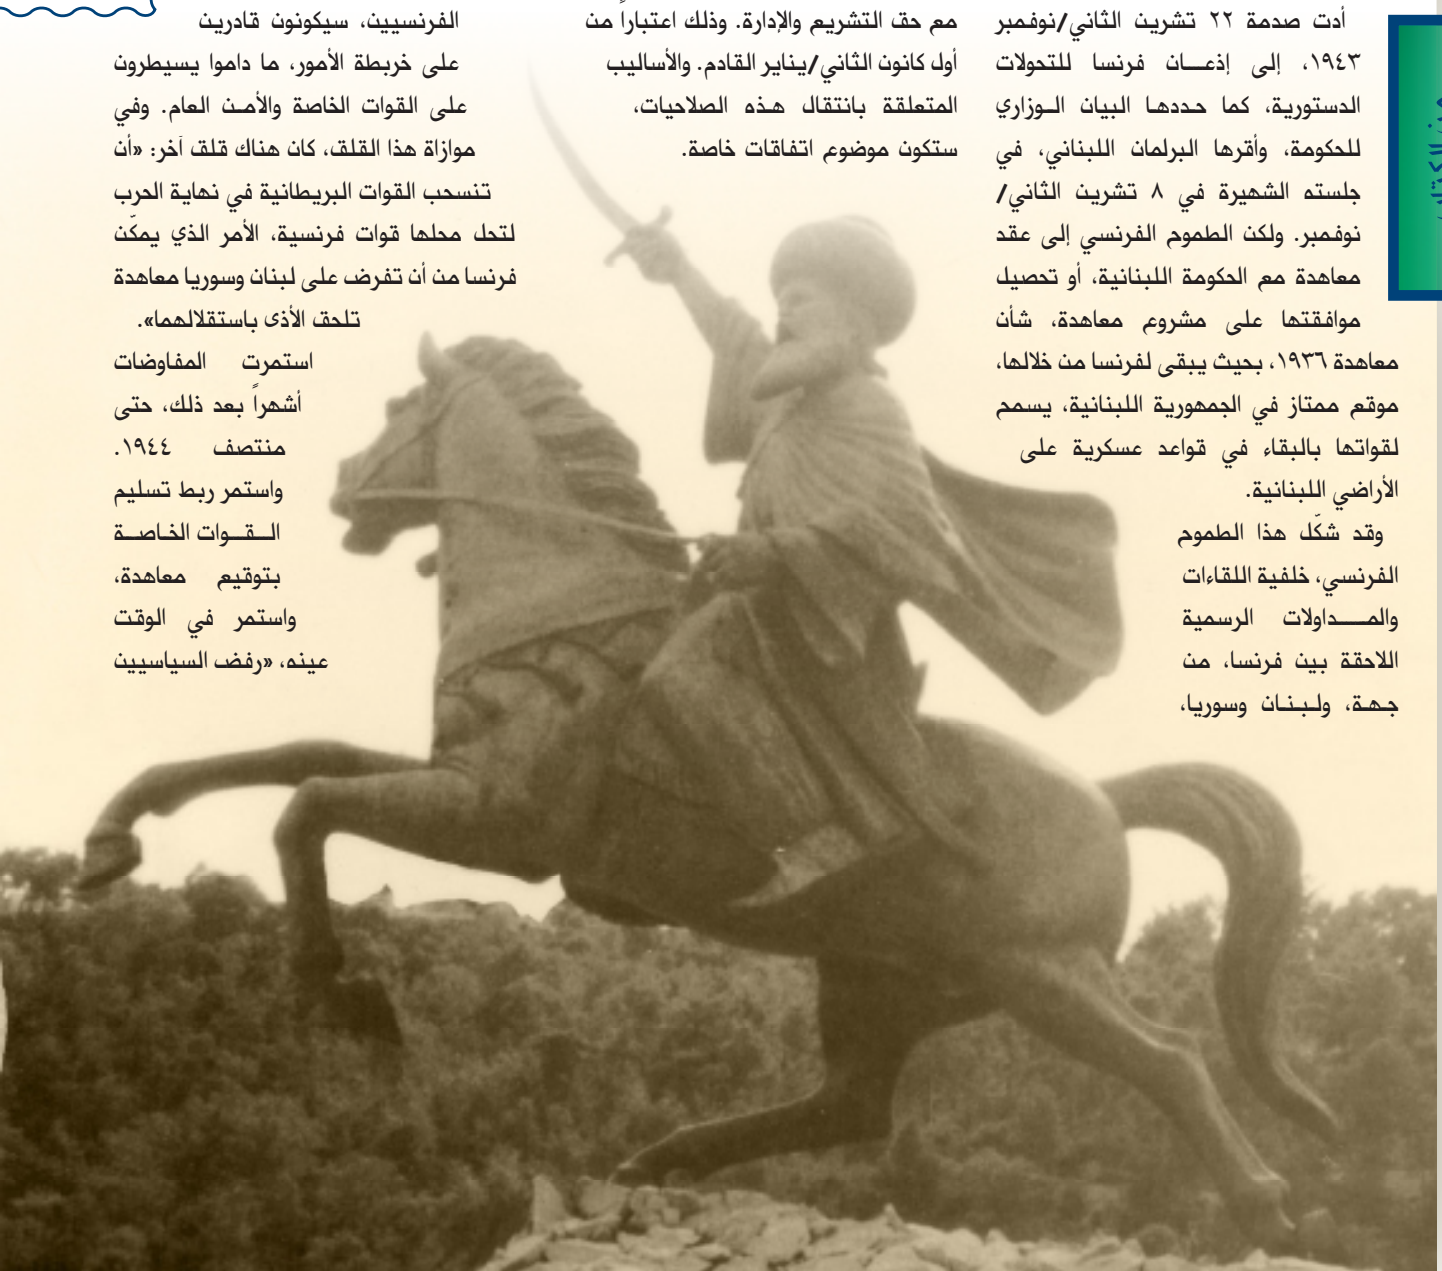 أدت صدمة ٢٢ تشرين الثاني/نوفمبر
١٩٤٣، إلى إذعـــان فرنسا للتحولات
الدستورية، كما حددها البيان الـوزاري
للحكومة، وأقرها البرلمان اللبناني، في
جلسته الشهيرة في ٨ تشرين الثاني/
نوفمبر. ولكن الطموح الفرنسي إلى عقد
معاهدة مع الحكومة اللبنانية، أو تحصيل
موافقتها على مشروع معاهدة، شأن
معاهدة ١٩٣٦، بحيث يبقى لفرنسا من خلالها،
موقع ممتاز في الجمهورية اللبنانية، يسمح
لقواتها بالبقاء في قواعد عسكرية على
الأراضي اللبنانية.
وقد شكّل هذا الطموح
الفرنسي، خلفية اللقاءات
والمـــداولات الرسمية
اللاحقة بين فرنسا، من
جـهـة، ولـبـنـان وسوريا،
مع حق التشريع والإدارة. وذلك اعتباراً من
أول كانون الثاني/يناير القادم. والأساليب
المتعلقة بانتقال هـذه الصلاحيات،
ستكون موضوع اتفاقات خاصة.
الفرنسيين، سيكونون قادرين
على خربطة الأمور، ما داموا يسيطرون
على القوات الخاصة والأمـن العام. وفي
موازاة هذا القلق، كان هناك قلق آخر: «أن
تنسحب القوات البريطانية في نهاية الحرب
لتحل محلها قوات فرنسية، الأمر الذي يمكّن
فرنسا من أن تفرض على لبنان وسوريا معاهدة
تلحق الأذى باستقلالهما».
استمرت المفاوضات
أشهراً بعد ذلك، حتى
منتصف ١٩٤٤.
واستمر ربط تسليم
الــقــوات الخـاصـة
بتوقيع معاهدة،
واستمر في الوقت
عينه، «رفض السياسيين